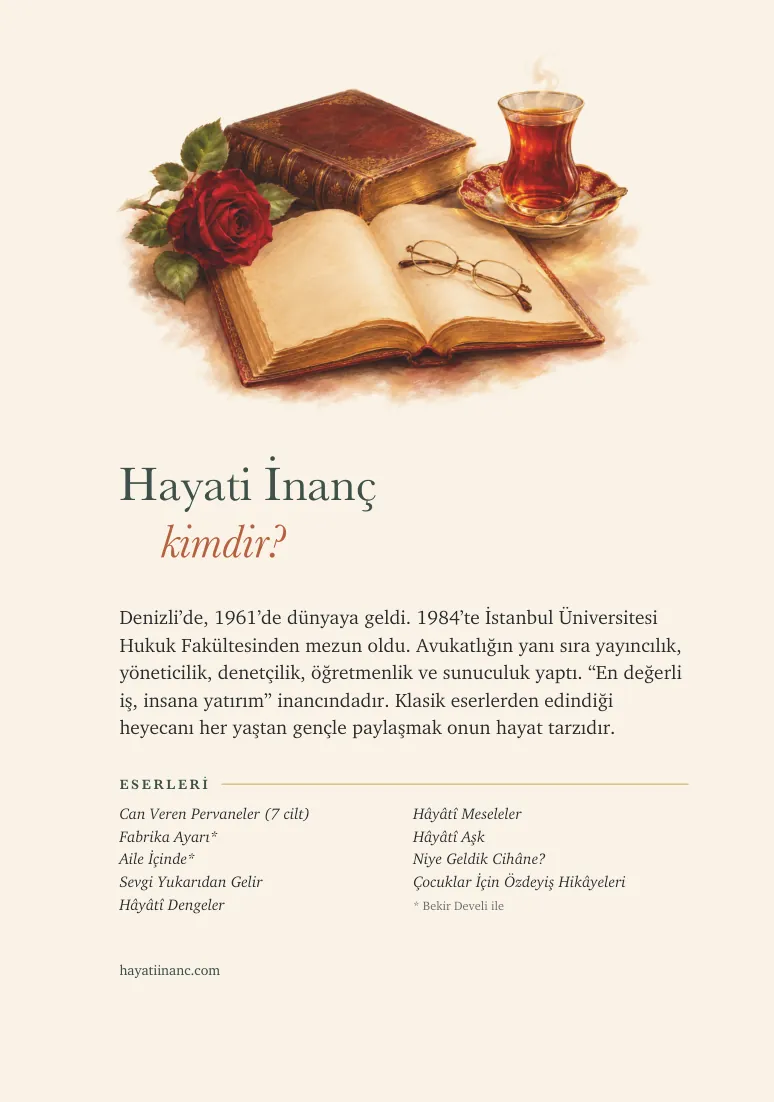 Hayati İnanç
kimdir?
Denizli’de, 1961’de dünyaya geldi. 1984’te İstanbul Üniversitesi
Hukuk Fakültesinden mezun oldu. Avukatlığın yanı sıra yayıncılık,
yöneticilik, denetçilik, öğretmenlik ve sunuculuk yaptı. “En değerli
iş, insana yatırım” inancındadır. Klasik eserlerden edindiği
heyecanı her yaştan gençle paylaşmak onun hayat tarzıdır.
ESERLERİ
Can Veren Pervaneler (7 cilt)
Fabrika Ayarı*
Aile İçinde*
Sevgi Yukarıdan Gelir
Hâyâtî Dengeler
Hâyâtî Meseleler
Hâyâtî Aşk
Niye Geldik Cihâne?
Çocuklar İçin Özdeyiş Hikâyeleri
* Bekir Develi ile
hayatiinanc.com